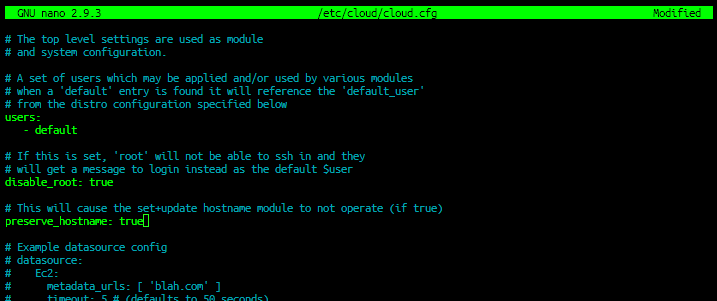 GNU nano 2.9.3 /etc/cloud/cloud.cfg Modified
# The top level settings are used as module
# and system configuration.
# A set of users which may be applied and/or used by various modules
# when a 'default' entry is found it will reference the 'default_user'
# from the distro configuration specified below
users:
- default
# If this is set, 'root' will not be able to ssh in and they
# will get a message to login instead as the default $user
disable_root: true
# This will cause the set+update hostname module to not operate (if true)
preserve_hostname: true
# Example datasource config
# datasource:
# Ec2:
# metadata_urls: [ 'blah.com' ]
# timeout: 5 # (defaults to 50 seconds)